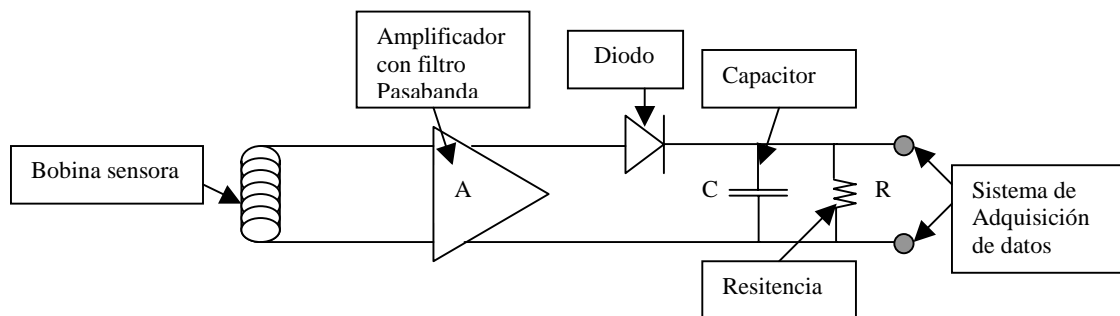 Amplificador
con filtro
Pasabanda
Diodo
Capacitor
Bobina sensora
A
C
R
Sistema de
Adquisición
de datos
Resitencia